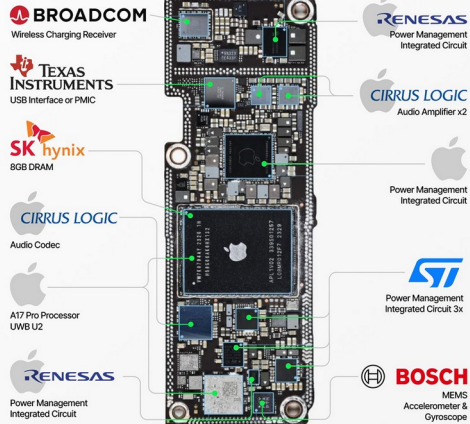 BROADCOM
Wireless Charging Receiver
TEXAS
INSTRUMENTS
USB Interface or PMIC
SK hynix
8GB DRAM
CIRRUS LOGIC
Audio Codec
A17 Pro Processor
UWB U2
RENESAS
Power Management
Integrated Circuit
RENESAS
Power Management
Integrated Circuit
CIRRUS LOGIC
Audio Amplifier x2
Power Management
Integrated Circuit
ST
Power Management
Integrated Circuit 3x
BOSCH
MEMS
Accelerometer &
Gyroscope